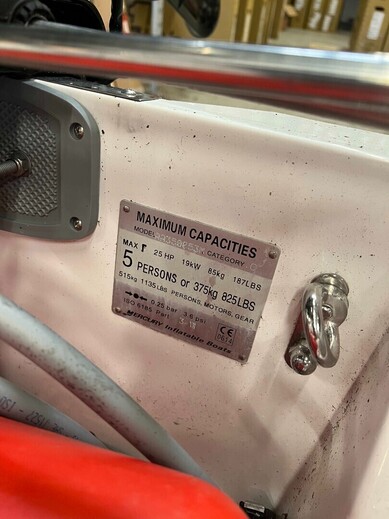 MAXIMUM CAPACITIES
MODEL CATEGORY C
MAX 25 HP 19kW 85kg 187LBS
5 PERSONS or 375kg 825LBS
515kg 1135LBS PERSONS, MOTORS, GEAR
0.25 bar 3.6 psi
ISO 6185 Part
CE
MERCURY Inflatable Boats